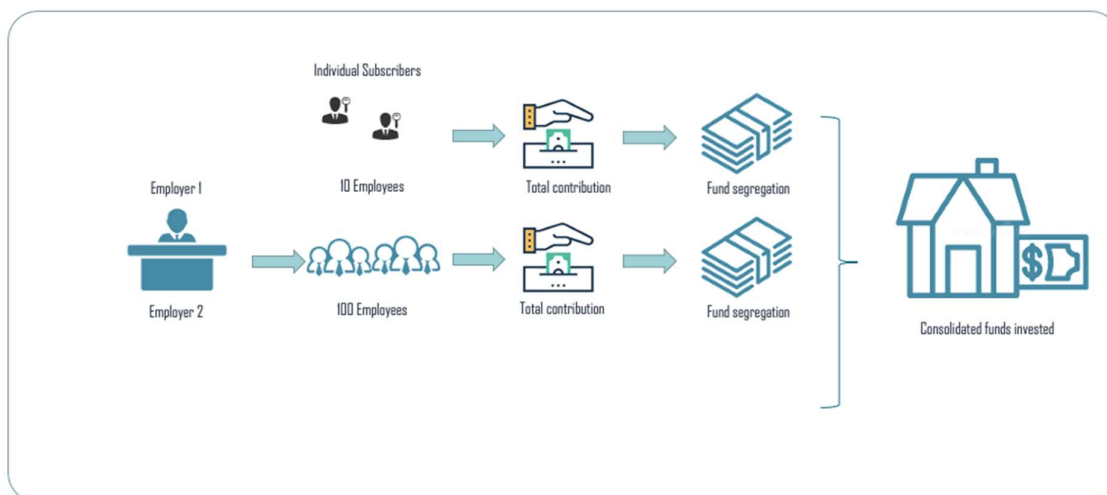 Individual Subscribers
Employer 1
10 Employees
Total contribution
Fund segregation
Employer 2
100 Employees
Total contribution
Fund segregation
$
Consolidated funds invested